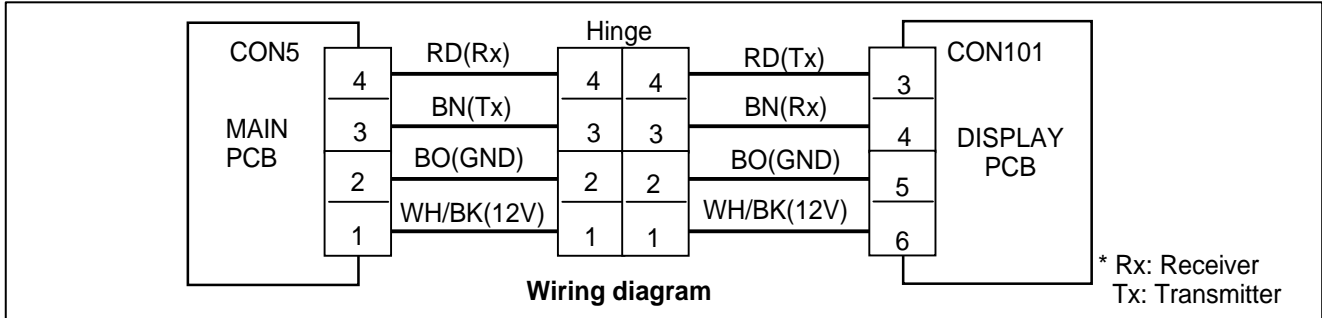 Hinge
CON5 RD(Rx) RD(Tx) CON101
4 4 4 3
BN(Tx) BN(Rx)
MAIN 3 3 3 4 DISPLAY
PCB BO(GND) BO(GND) PCB
2 2 2 5
WH/BK(12V) WH/BK(12V)
1 1 1 6
* Rx: Receiver
Wiring diagram Tx: Transmitter